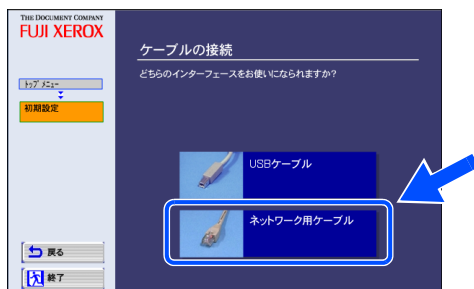 THE DOCUMENT COMPANY
FUJI XEROX
ケーブルの接続
どちらのインターフェースをお使いになられますか?
トップ メニュー
初期設定
USBケーブル
ネットワーク用ケーブル
戻る
終了